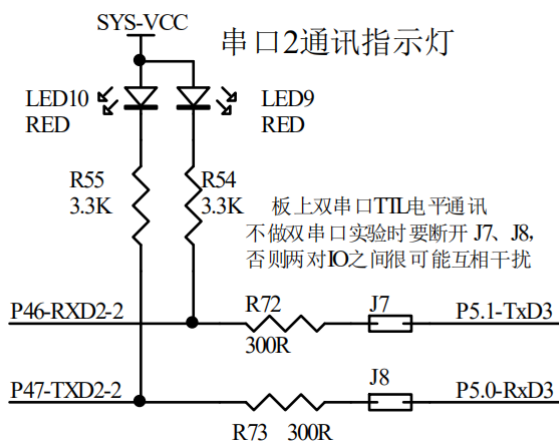 SYS-VCC
串口2通讯指示灯
LED10
RED
LED9
RED
R55
3.3K
R54
3.3K
板上双串口TTL电平通讯
不做双串口实验时要断开 J7、J8,
否则两对IO之间很可能互相干扰
P46-RXD2-2
R72
300R
J7
P5.1-TxD3
P47-TXD2-2
R73 300R
J8
P5.0-RxD3